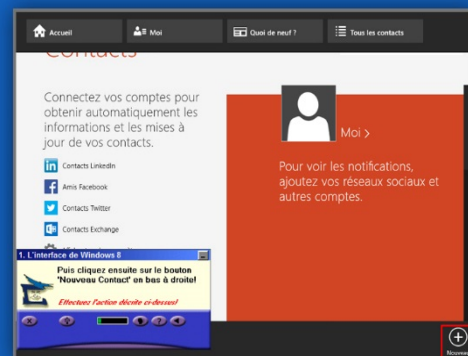 Accueil
Moi
Quoi de neuf ?
Tous les contacts
Contacts
Connectez vos comptes pour
obtenir automatiquement les
informations et les mises à
jour de vos contacts.
Contacts LinkedIn
Amis Facebook
Contacts Twitter
Contacts Exchange
Moi
Pour voir les notifications,
ajoutez vos réseaux sociaux et
autres comptes.
1. L'interface de Windows 8
Puis cliquez ensuite sur le bouton
'Nouveau Contact' en bas à droite!
Effectuez l'action décrite ci-dessus!
Nouveau